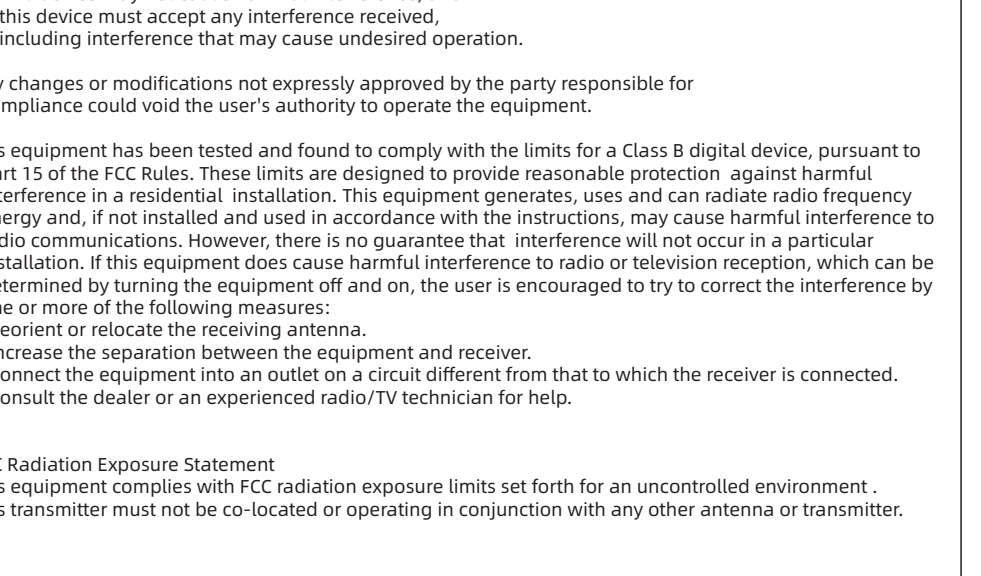 this device must accept any interference received,
including interference that may cause undesired operation.
changes or modifications not expressly approved by the party responsible for
mpliance could void the user's authority to operate the equipment.
s equipment has been tested and found to comply with the limits for a Class B digital device, pursuant to
rt 15 of the FCC Rules. These limits are designed to provide reasonable protection  against harmful
terference in a residential  installation. This equipment generates, uses and can radiate radio frequency
ergy and, if not installed and used in accordance with the instructions, may cause harmful interference to
dio communications. However, there is no guarantee that  interference will not occur in a particular
stallation. If this equipment does cause harmful interference to radio or television reception, which can be
etermined by turning the equipment off and on, the user is encouraged to try to correct the interference by
e or more of the following measures:
eorient or relocate the receiving antenna.
ncrease the separation between the equipment and receiver.
onnect the equipment into an outlet on a circuit different from that to which the receiver is connected.
onsult the dealer or an experienced radio/TV technician for help.
C Radiation Exposure Statement
s equipment complies with FCC radiation exposure limits set forth for an uncontrolled environment .
s transmitter must not be co-located or operating in conjunction with any other antenna or transmitter.